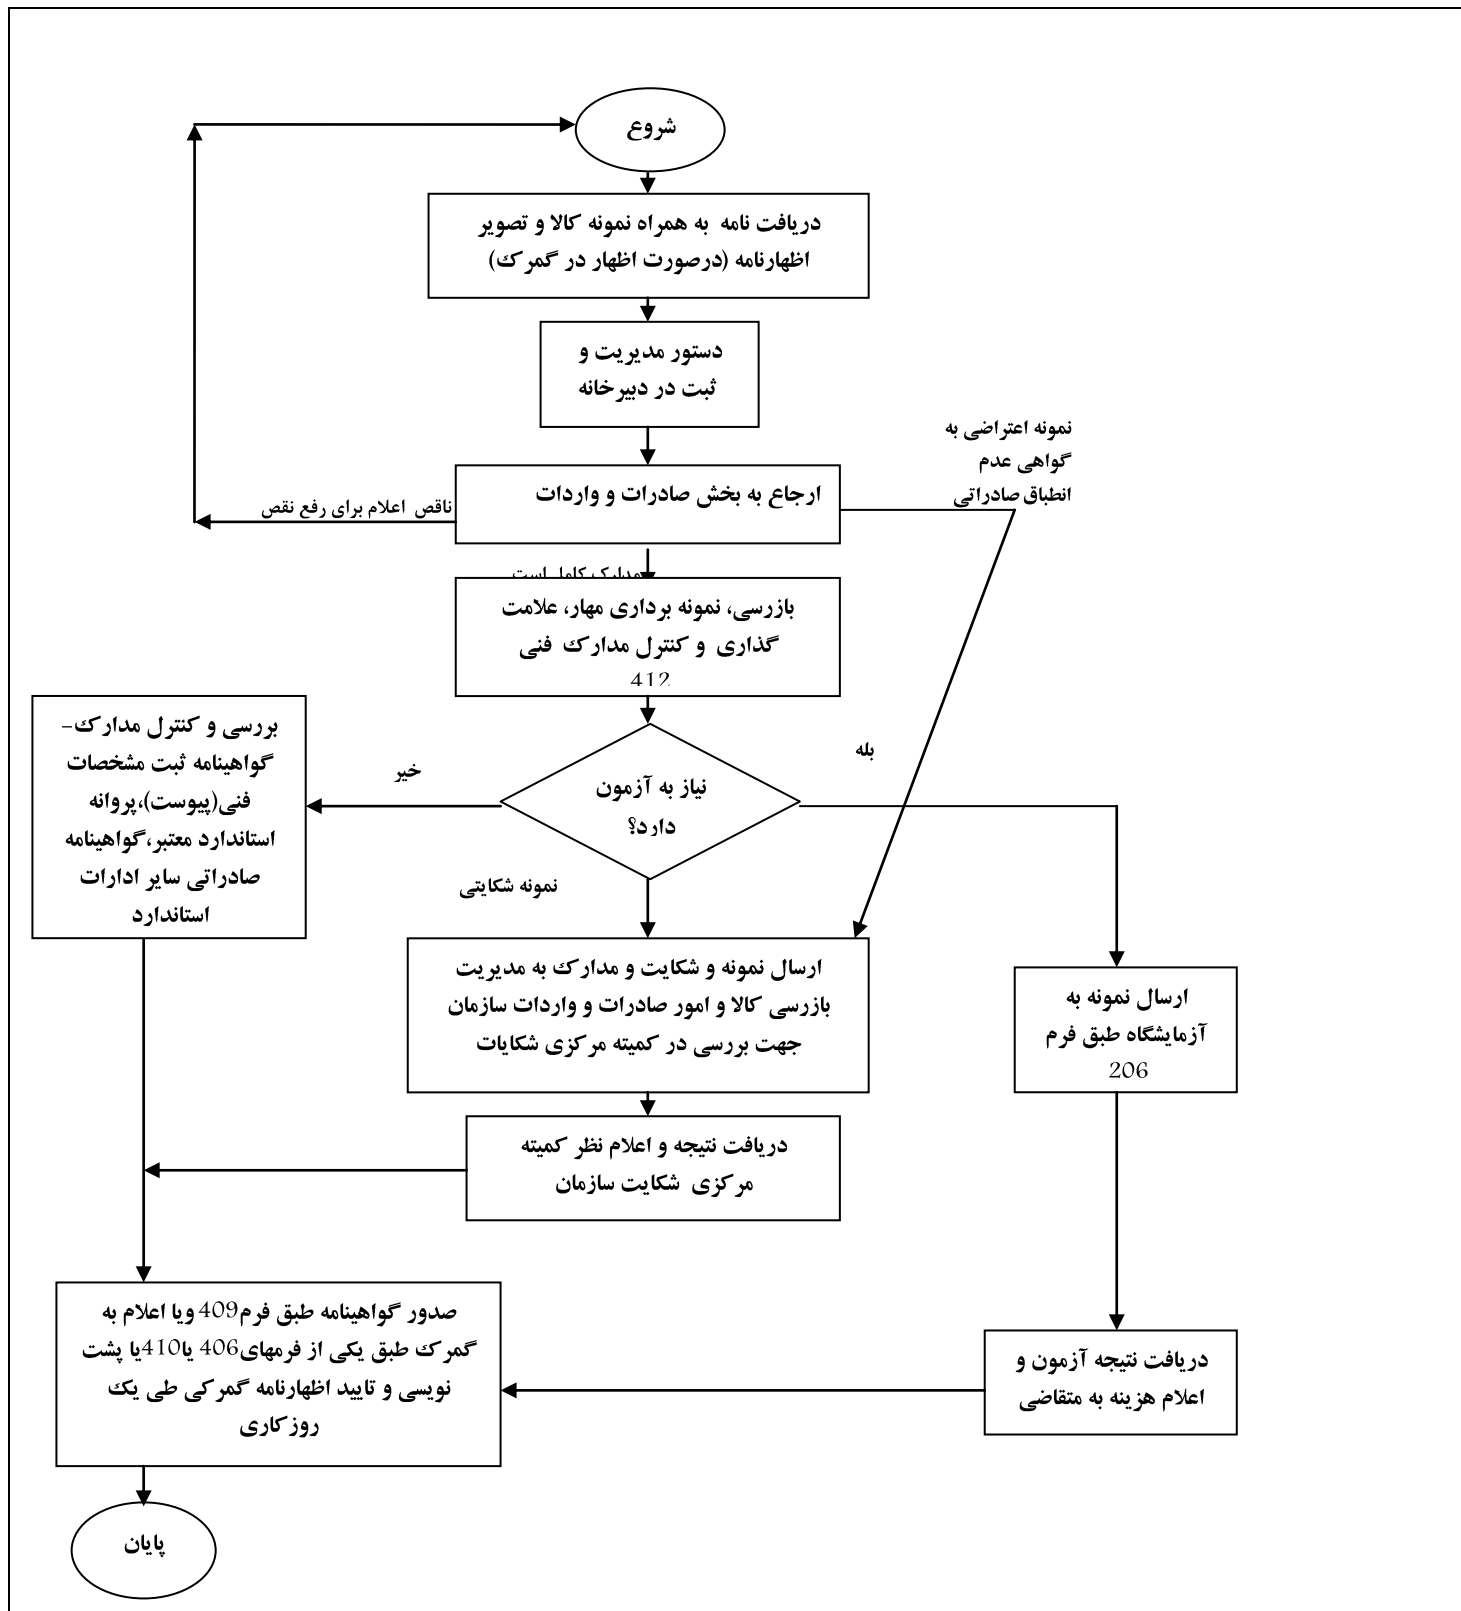 شروع
دریافت نامه به همراه نمونه کالا و تصویر
اظهارنامه (درصورت اظهار در گمرک)
دستور مدیریت و
ثبت در دبیرخانه
نمونه اعتراضی به
گواهی عدم
انطباق صادراتی
ارجاع به بخش صادرات و واردات
ناقص اعلام برای رفع نقص
مدارک کامل است
بازرسی، نمونه برداری مهار، علامت
گذاری و کنترل مدارک فنی
412
بله
نیاز به آزمون
دارد؟
خیر
بررسی و کنترل مدارک-
گواهینامه ثبت مشخصات
فنی(پیوست)،پروانه
استاندارد معتبر،گواهینامه
صادراتی سایر ادارات
استاندارد
نمونه شکایتی
ارسال نمونه و شکایت و مدارک به مدیریت
بازرسی کالا و امور صادرات و واردات سازمان
جهت بررسی در کمیته مرکزی شکایات
ارسال نمونه به
آزمایشگاه طبق فرم
206
دریافت نتیجه و اعلام نظر کمیته
مرکزی شکایت سازمان
صدور گواهینامه طبق فرم409 ویا اعلام به
گمرک طبق یکی از فرمهای406 یا410یا پشت
نویسی و تایید اظهارنامه گمرکی طی یک
روزکاری
دریافت نتیجه آزمون و
اعلام هزینه به متقاضی
پایان